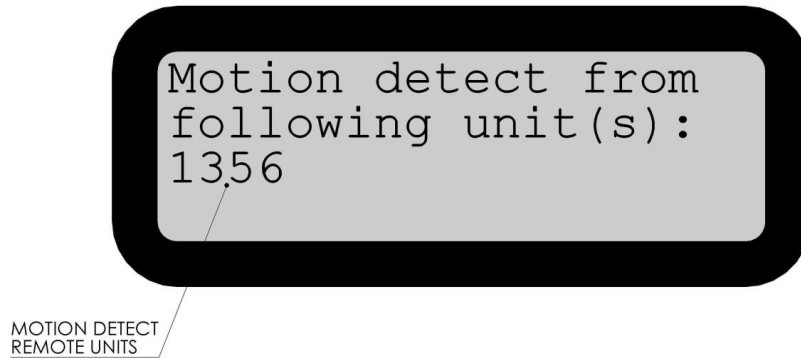 Motion detect from
following unit(s):
1356
MOTION DETECT
REMOTE UNITS